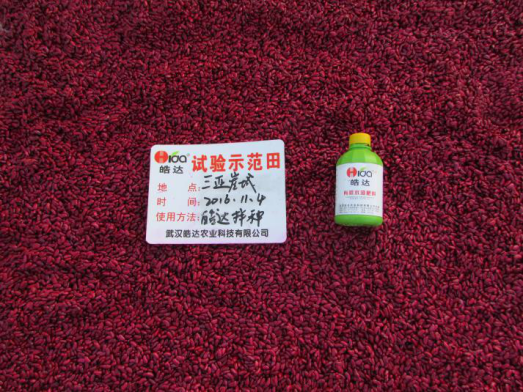 Hida 试验示范田
皓达
地 点: 三亚崖城
时 间: 2016.11.4
使用方法: 皓达拌种
武汉皓达农业科技有限公司
Hida
皓达